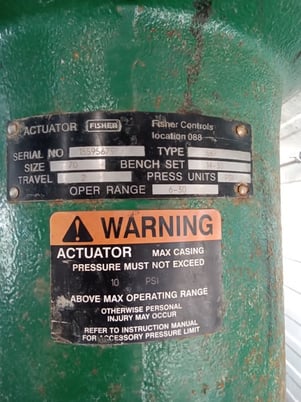 ACTUATOR FISHER Fisher Controls
location 088
SERIAL NO TYPE
SIZE 70 BENCH SET
TRAVEL 2 PRESS UNITS
OPER RANGE 6-30
WARNING
ACTUATOR MAX CASING
PRESSURE MUST NOT EXCEED
10 PSI
ABOVE MAX OPERATING RANGE
OTHERWISE PERSONAL
INJURY MAY OCCUR
REFER TO INSTRUCTION MANUAL
FOR ACCESSORY PRESSURE LIMIT